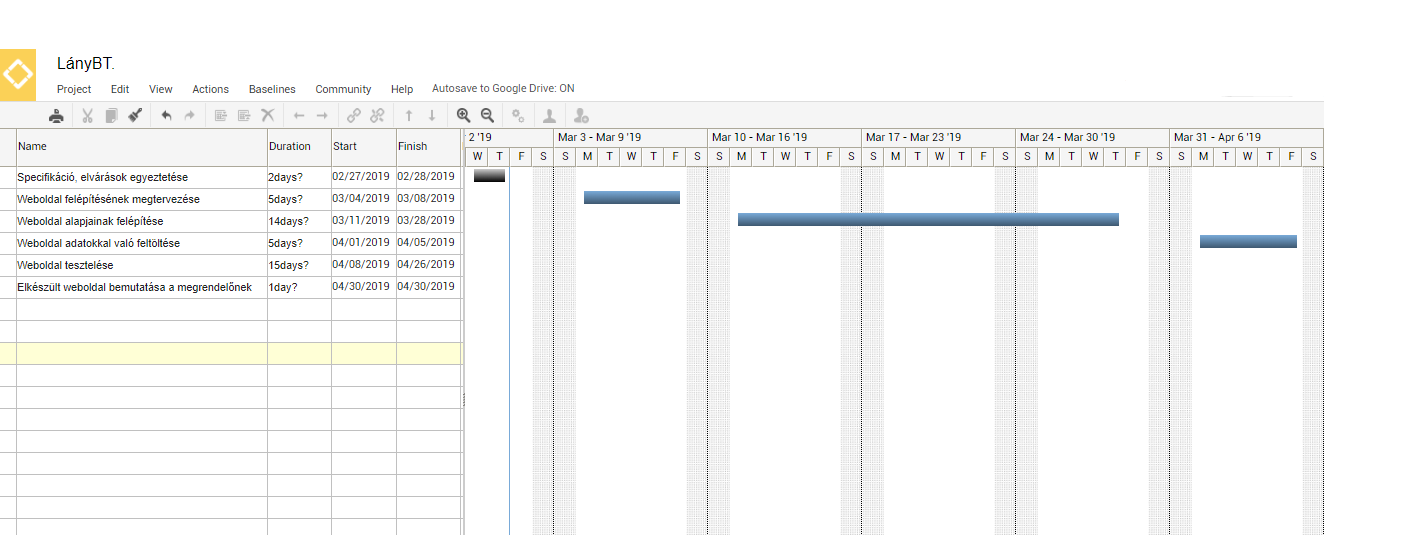 LányBT.
Project Edit View Actions Baselines Community Help Autosave to Google Drive: ON
2 '19 Mar 3 - Mar 9 '19 Mar 10 - Mar 16 '19 Mar 17 - Mar 23 '19 Mar 24 - Mar 30 '19 Mar 31 - Apr 6 '19
Name Duration Start Finish
W T F S S M T W T F S S M T W T F S S M T W T F S S M T W T F S S M T W T F S
Specifikáció, elvárások egyeztetése 2days? 02/27/2019 02/28/2019
Weboldal felépítésének megtervezése 5days? 03/04/2019 03/08/2019
Weboldal alapjainak felépítése 14days? 03/11/2019 03/28/2019
Weboldal adatokkal való feltöltése 5days? 04/01/2019 04/05/2019
Weboldal tesztelése 15days? 04/08/2019 04/26/2019
Elkészült weboldal bemutatása a megrendelőnek 1day? 04/30/2019 04/30/2019